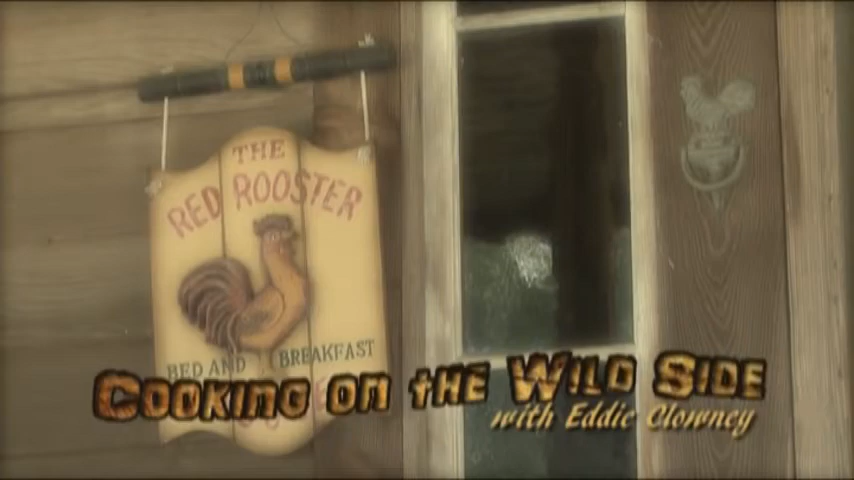 THE
RED ROOSTER
BED AND BREAKFAST
COOKING ON THE WILD SIDE
with Eddie Clowney